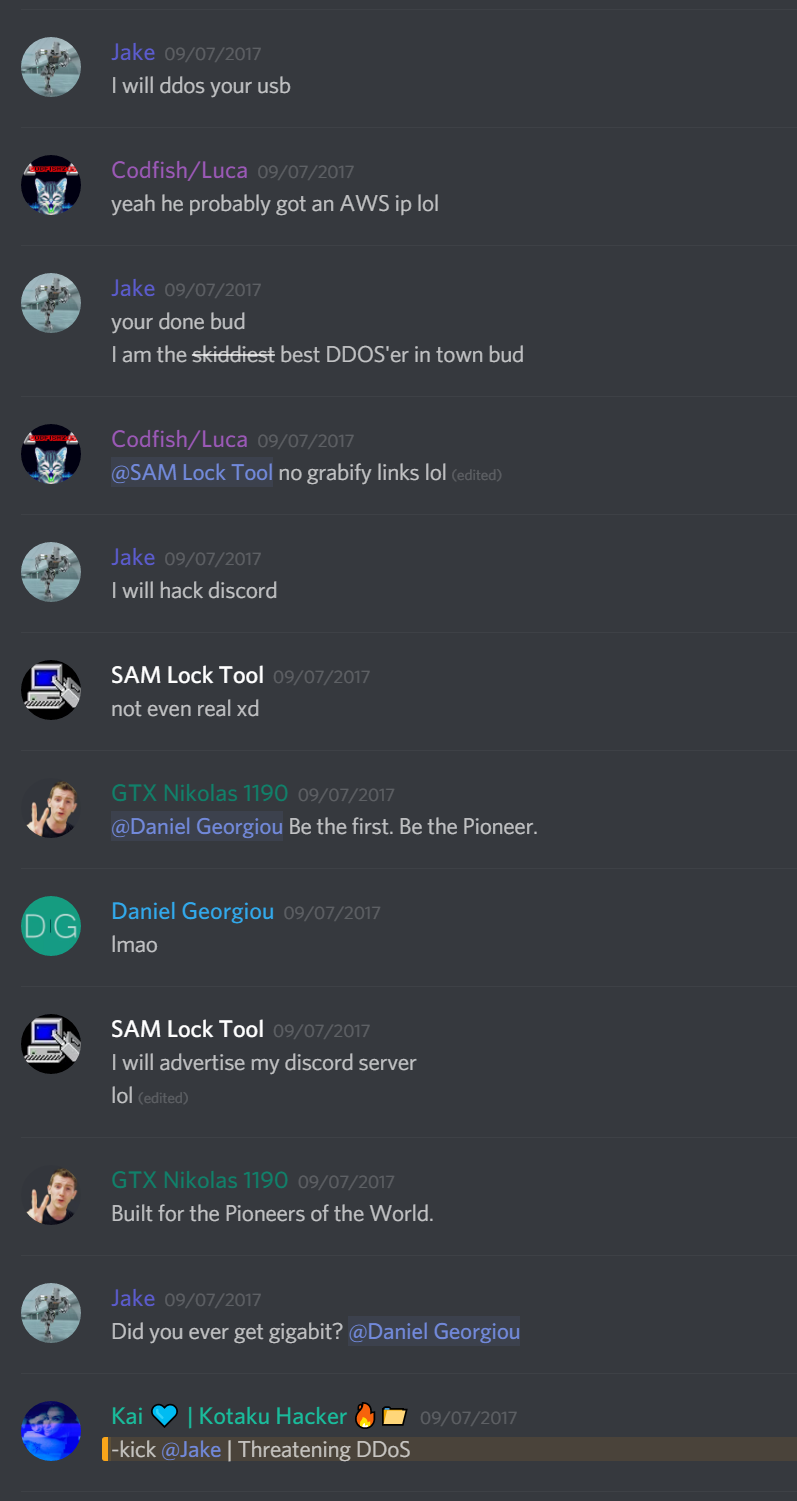 Jake 09/07/2017
I will ddos your usb
Codfish/Luca 09/07/2017
yeah he probably got an AWS ip lol
Jake 09/07/2017
your done bud
I am the skiddiest best DDOS'er in town bud
Codfish/Luca 09/07/2017
@SAM Lock Tool no grabify links lol (edited)
Jake 09/07/2017
I will hack discord
SAM Lock Tool 09/07/2017
not even real xd
GTX Nikolas 1190 09/07/2017
@Daniel Georgiou Be the first. Be the Pioneer.
D|G
Daniel Georgiou 09/07/2017
lmao
SAM Lock Tool 09/07/2017
I will advertise my discord server
lol (edited)
GTX Nikolas 1190 09/07/2017
Built for the Pioneers of the World.
Jake 09/07/2017
Did you ever get gigabit? @Daniel Georgiou
Kai 💙 | Kotaku Hacker 🔥📁 09/07/2017
-kick @Jake | Threatening DDoS